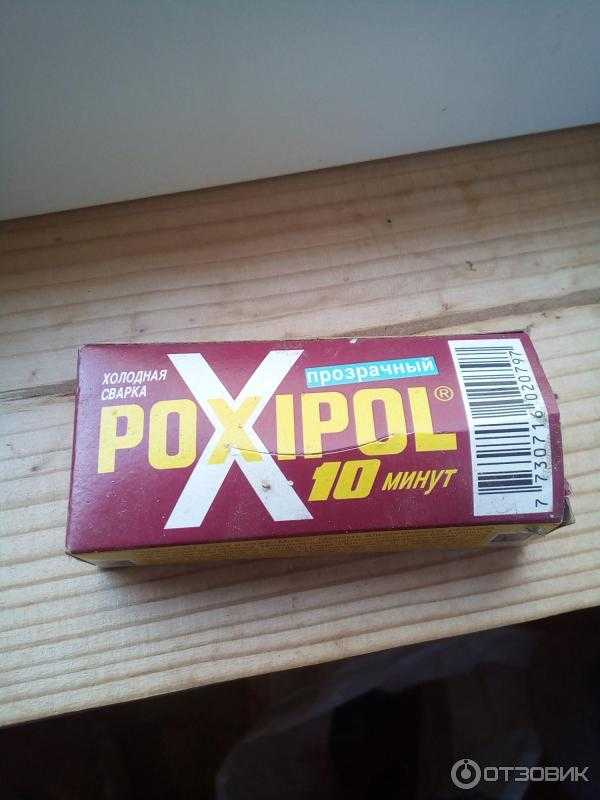 ХОЛОДНАЯ
СВАРКА
прозрачный
POXIPOL®
10 МИНУТ
7 730716 020797
ОТЗОВИК